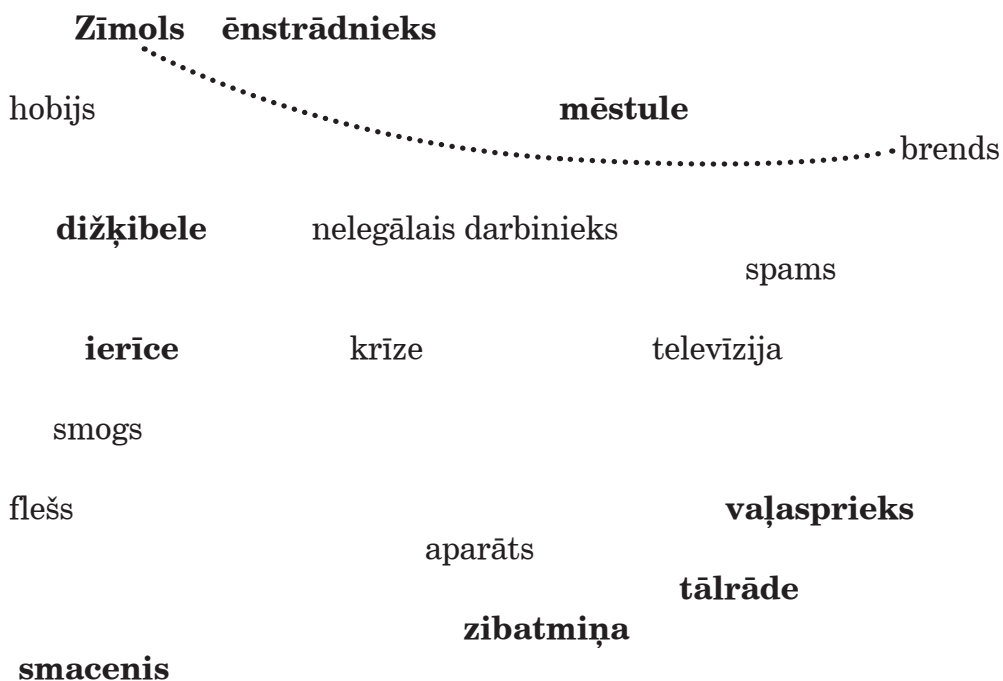 Zīmols ēnstrādnieks
hobijs mēstule
brends
dižķibele nelegālais darbinieks
spams
ierīce krīze televīzija
smogs
flešs vaļasprieks
aparāts
tālrāde
zibatmiņa
smacenis